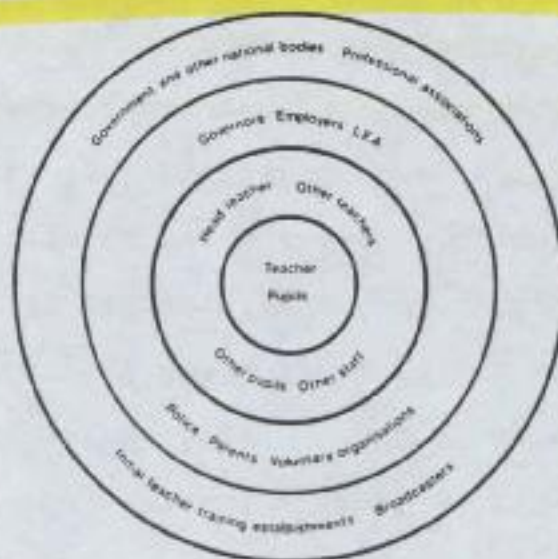 Government and other national bodies Professional associations
Governors Employers L.E.A
Head teacher Other teachers
Teacher
Pupils
Other pupils Other staff
Police Parents Voluntary organisations
Initial teacher training establishments Broadcasters